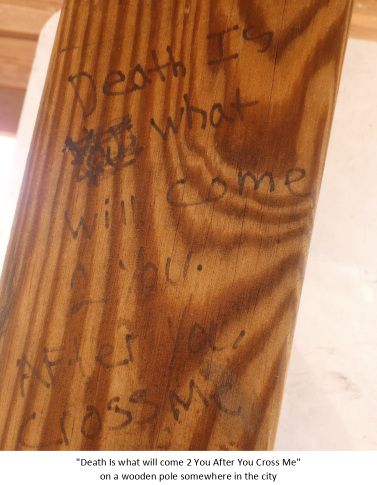 Death Is
what
will come
2 You.
After You
Cross Me
"Death Is what will come 2 You After You Cross Me"
on a wooden pole somewhere in the city